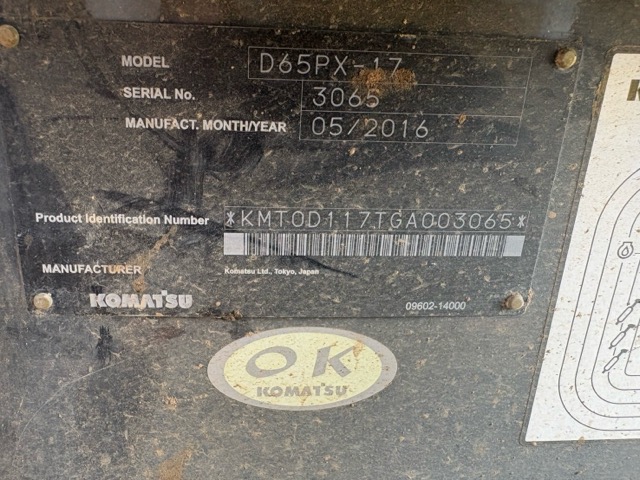 MODEL D65PX-17
SERIAL No. 3065
MANUFACT. MONTH/YEAR 05/2016
Product Identification Number *KMT0D117TGA003065*
MANUFACTURER Komatsu Ltd., Tokyo, Japan
KOMATSU 09602-14000
OK
KOMATSU